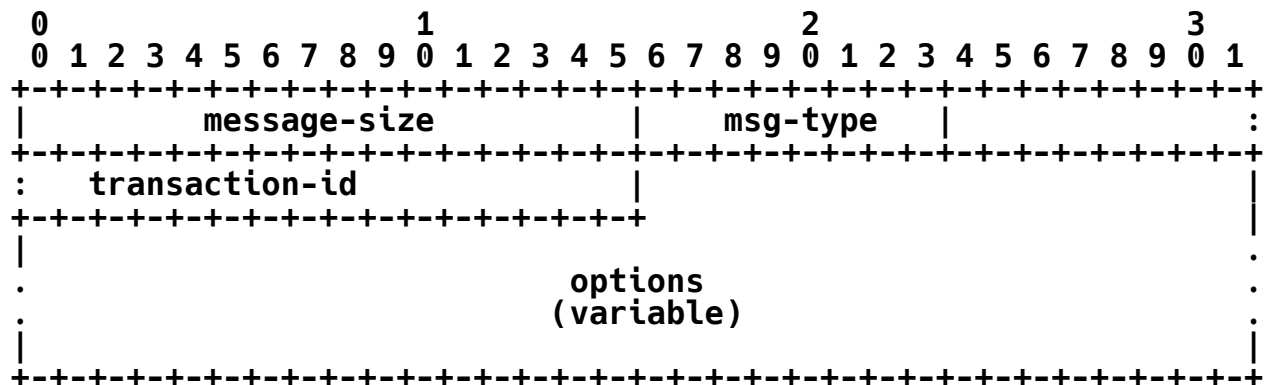 0                   1                   2                   3
 0 1 2 3 4 5 6 7 8 9 0 1 2 3 4 5 6 7 8 9 0 1 2 3 4 5 6 7 8 9 0 1
+-+-+-+-+-+-+-+-+-+-+-+-+-+-+-+-+-+-+-+-+-+-+-+-+-+-+-+-+-+-+-+-+
|         message-size          |    msg-type   |               :
+-+-+-+-+-+-+-+-+-+-+-+-+-+-+-+-+-+-+-+-+-+-+-+-+-+-+-+-+-+-+-+-+
:   transaction-id              |                               |
+-+-+-+-+-+-+-+-+-+-+-+-+-+-+-+-+                               |
|                                                               .
.                            options                            .
.                           (variable)                          .
|                                                               |
+-+-+-+-+-+-+-+-+-+-+-+-+-+-+-+-+-+-+-+-+-+-+-+-+-+-+-+-+-+-+-+-+